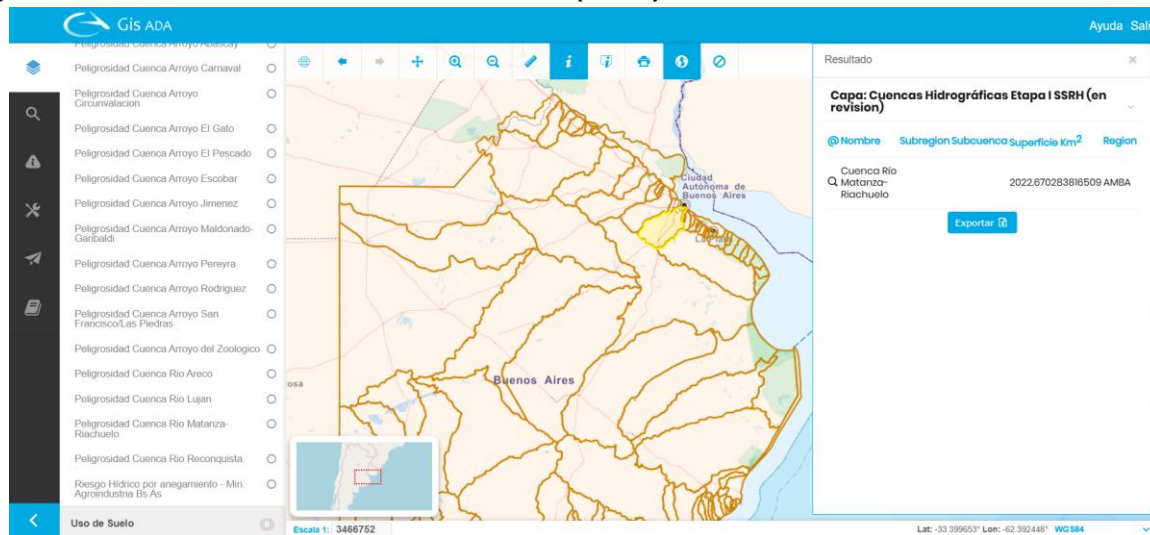 Gis ADA
Ayuda Sali
Peligrosidad Cuenca Arroyo Abascay
Peligrosidad Cuenca Arroyo Carnaval
Peligrosidad Cuenca Arroyo
Circunvalacion
Peligrosidad Cuenca Arroyo El Gato
Peligrosidad Cuenca Arroyo El Pescado
Peligrosidad Cuenca Arroyo Escobar
Peligrosidad Cuenca Arroyo Jimenez
Peligrosidad Cuenca Arroyo Maldonado-
Garibaldi
Peligrosidad Cuenca Arroyo Pereyra
Peligrosidad Cuenca Arroyo Rodriguez
Peligrosidad Cuenca Arroyo San
Francisco/Las Piedras
Peligrosidad Cuenca Arroyo del Zoologico
Peligrosidad Cuenca Rio Areco
Peligrosidad Cuenca Rio Lujan
Peligrosidad Cuenca Rio Matanza-
Riachuelo
Peligrosidad Cuenca Rio Reconquista
Riesgo Hídrico por anegamiento - Min.
Agroindustria Bs As
Uso de Suelo
Ciudad
Autónoma de
Buenos Aires
La Plata
Buenos Aires
osa
Escala 1: 3466752
Lat: -33.399653° Lon: -62.392448° WGS84
Resultado
Capa: Cuencas Hidrográficas Etapa I SSRH (en
revision)
@ Nombre Subregion Subcuenca Superficie Km2 Region
Cuenca Río
Matanza-
Riachuelo
2022.670283816509 AMBA
Exportar